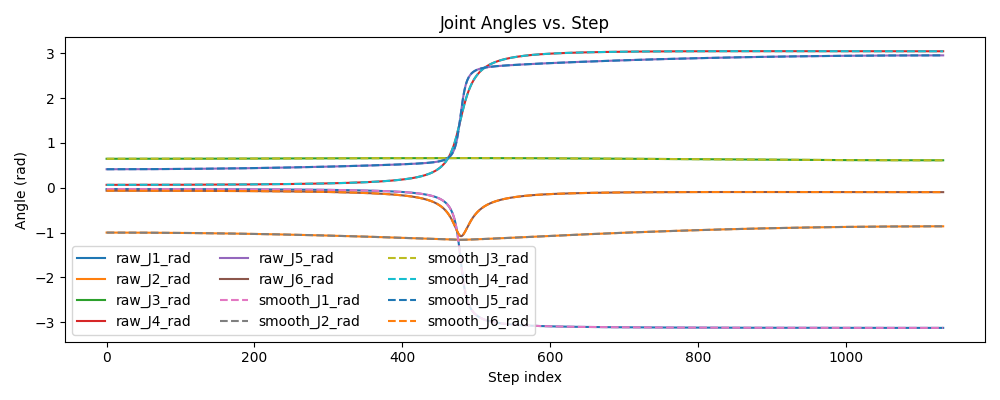 Joint Angles vs. Step
Angle (rad)
3
2
1
0
−1
−2
−3
raw_J1_rad
raw_J2_rad
raw_J3_rad
raw_J4_rad
raw_J5_rad
raw_J6_rad
smooth_J1_rad
smooth_J2_rad
smooth_J3_rad
smooth_J4_rad
smooth_J5_rad
smooth_J6_rad
0 200 400 600 800 1000
Step index